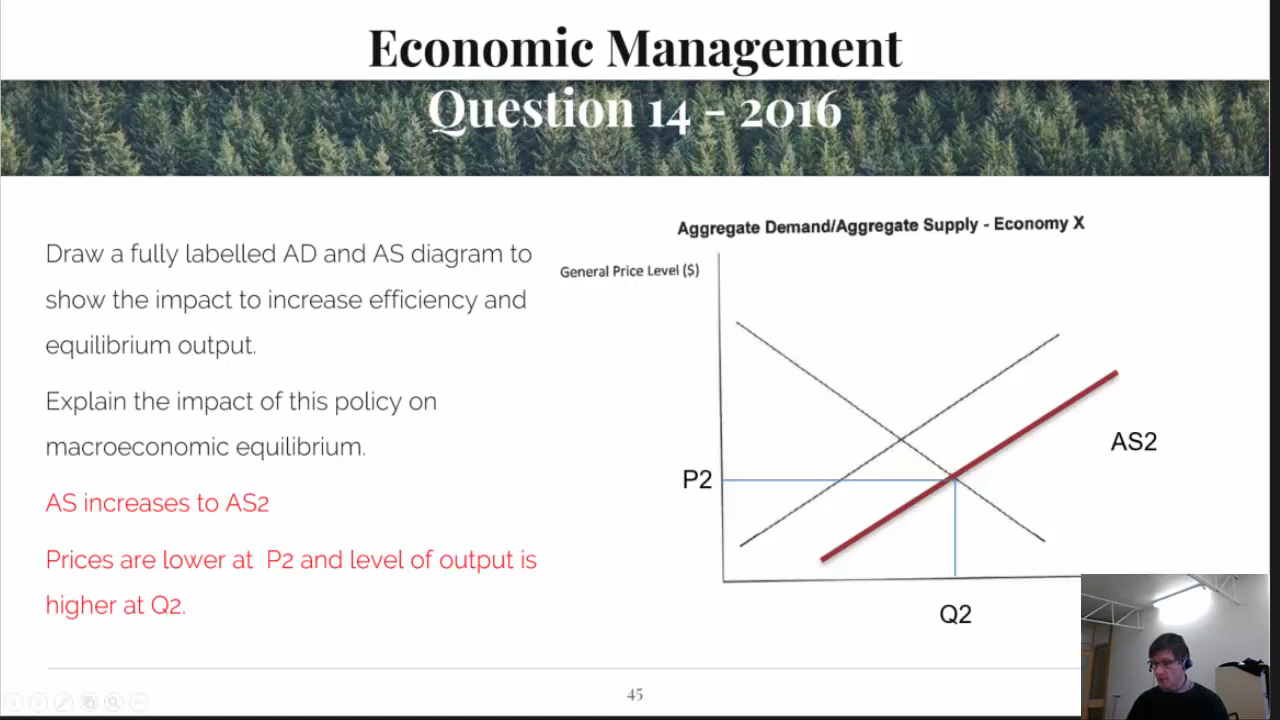 Economic Management
Question 14 - 2016
Draw a fully labelled AD and AS diagram to
show the impact to increase efficiency and
equilibrium output.
Explain the impact of this policy on
macroeconomic equilibrium.
AS increases to AS2
Prices are lower at P2 and level of output is
higher at Q2.
Aggregate Demand/Aggregate Supply - Economy X
General Price Level ($)
AS2
P2
Q2
45